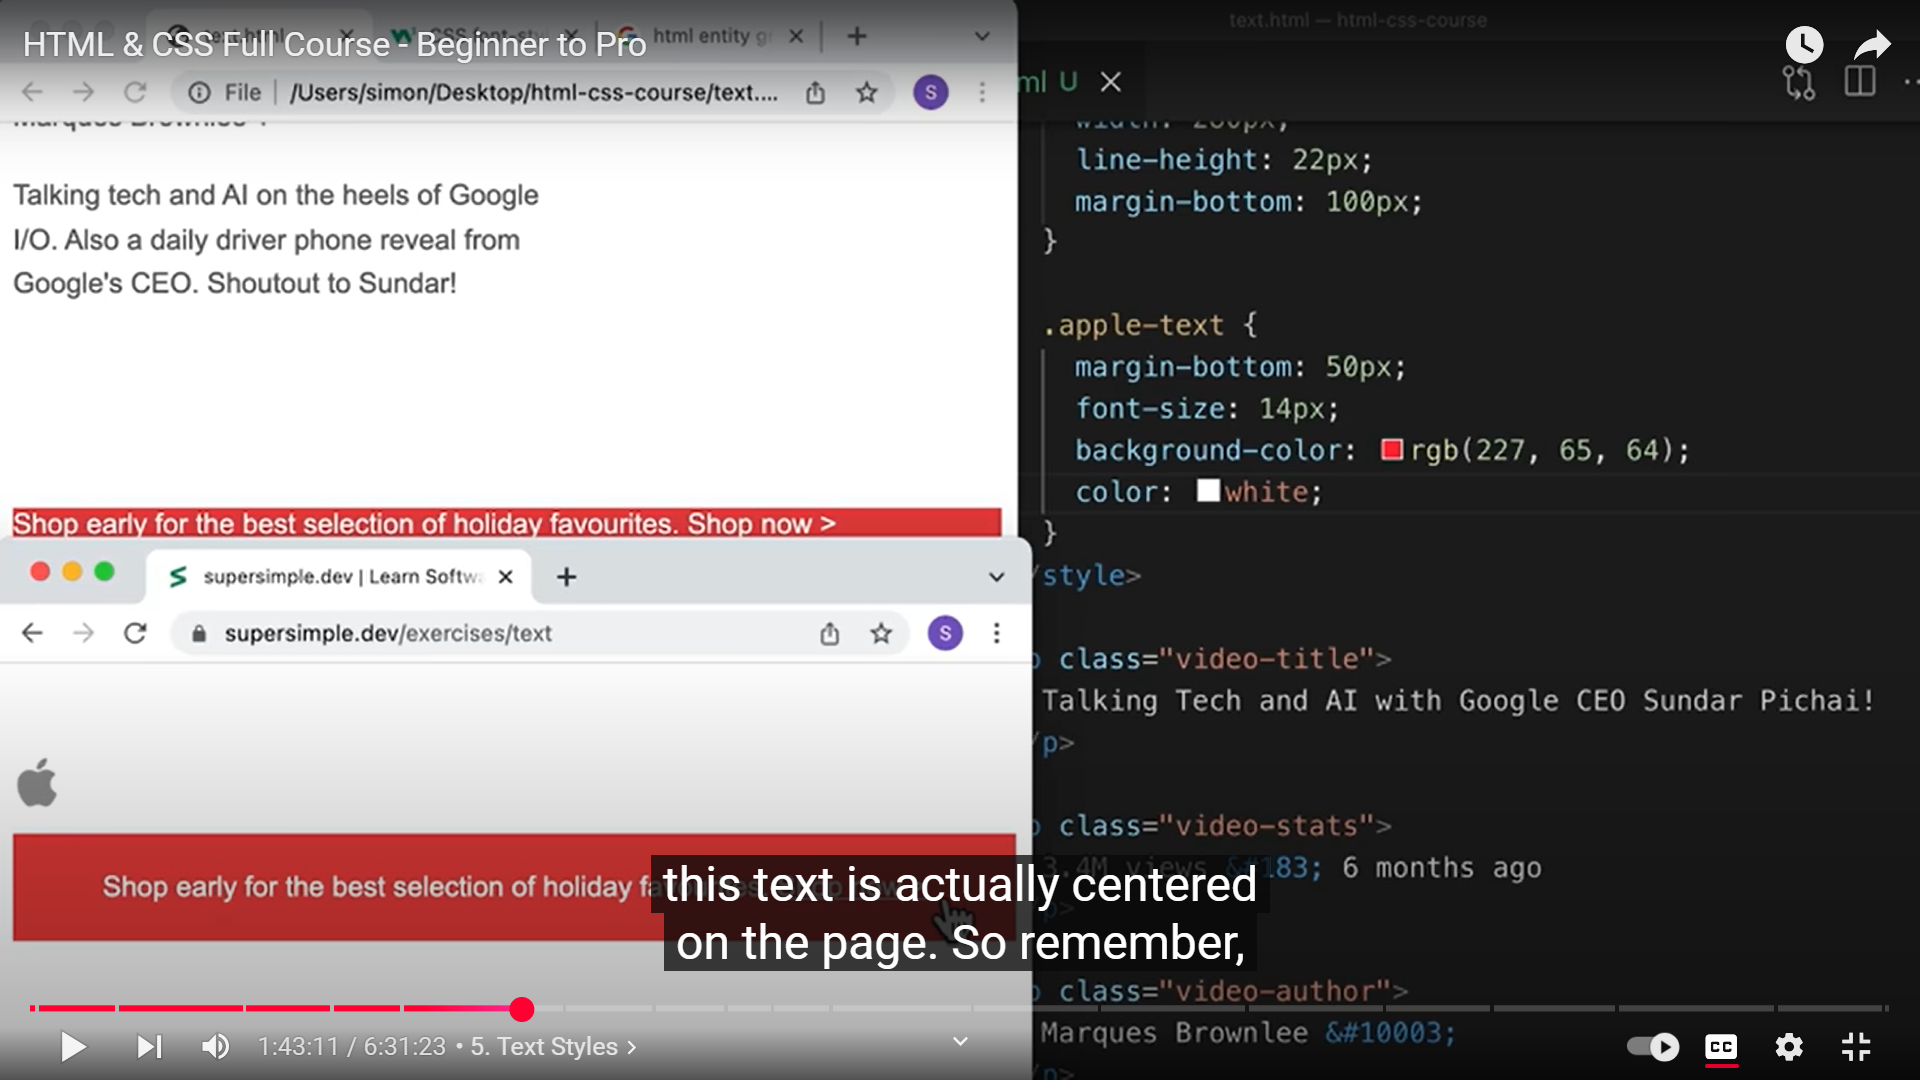 text.html — html-css-course
HTML & CSS Full Course - Beginner to Pro
html entity g
ml U
File
/Users/simon/Desktop/html-css-course/text....
S
Marques Brownlee
Talking tech and AI on the heels of Google
I/O. Also a daily driver phone reveal from
Google's CEO. Shoutout to Sundar!
Shop early for the best selection of holiday favourites. Shop now >
supersimple.dev | Learn Softw
supersimple.dev/exercises/text
S
Shop early for the best selection of holiday f
line-height: 22px;
margin-bottom: 100px;
}
.apple-text {
margin-bottom: 50px;
font-size: 14px;
background-color: rgb(227, 65, 64);
color: white;
}
/style>
class="video-title">
Talking Tech and AI with Google CEO Sundar Pichai!
/p>
class="video-stats">
3.4M views &#183; 6 months ago
p>
class="video-author">
Marques Brownlee &#10003;
/p>
this text is actually centered
on the page. So remember,
1:43:11 / 6:31:23 • 5. Text Styles >
CC